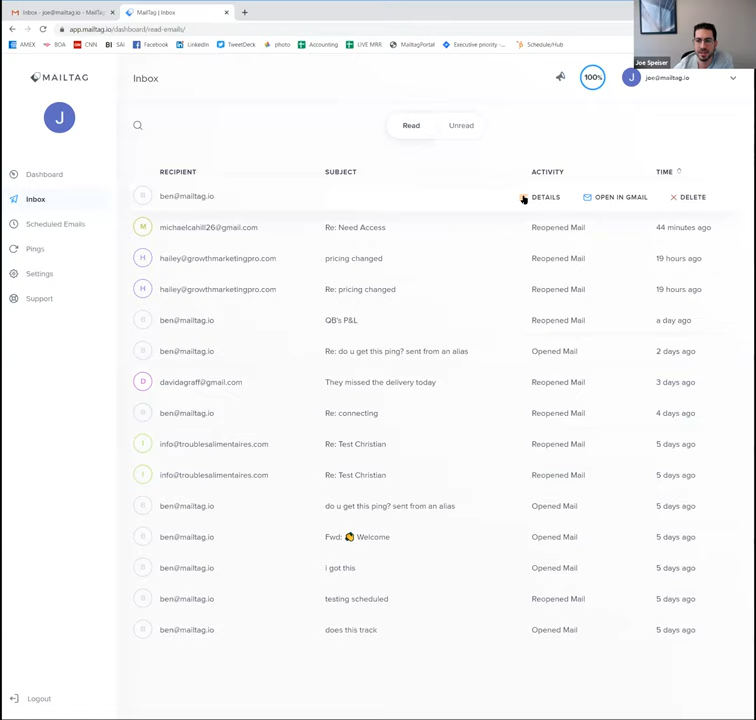 Inbox - joe@mailtag.io - MailTa
MailTag | Inbox
app.mailtag.io/dashboard/read-emails/
AMEX
BOA
CNN
BI
SAI
Facebook
LinkedIn
TweetDeck
photo
Accounting
LIVE MRR
MailtagPortal
Executive priority -...
Schedule/Hub
Joe Speiser
MAILTAG
Inbox
100%
J
joe@mailtag.io
J
Read
Unread
RECIPIENT
SUBJECT
ACTIVITY
TIME
Dashboard
Inbox
Scheduled Emails
Pings
Settings
Support
B
ben@mailtag.io
DETAILS
OPEN IN GMAIL
DELETE
M
michaelcahill26@gmail.com
Re: Need Access
Reopened Mail
44 minutes ago
H
hailey@growthmarketingpro.com
pricing changed
Reopened Mail
19 hours ago
H
hailey@growthmarketingpro.com
Re: pricing changed
Reopened Mail
19 hours ago
B
ben@mailtag.io
QB's P&L
Reopened Mail
a day ago
B
ben@mailtag.io
Re: do u get this ping? sent from an alias
Opened Mail
2 days ago
D
davidagraff@gmail.com
They missed the delivery today
Reopened Mail
3 days ago
B
ben@mailtag.io
Re: connecting
Reopened Mail
4 days ago
I
info@troublesalimentaires.com
Re: Test Christian
Reopened Mail
5 days ago
I
info@troublesalimentaires.com
Re: Test Christian
Reopened Mail
5 days ago
B
ben@mailtag.io
do u get this ping? sent from an alias
Opened Mail
5 days ago
B
ben@mailtag.io
Fwd: 👏 Welcome
Opened Mail
5 days ago
B
ben@mailtag.io
i got this
Opened Mail
5 days ago
B
ben@mailtag.io
testing scheduled
Reopened Mail
5 days ago
B
ben@mailtag.io
does this track
Opened Mail
5 days ago
Logout